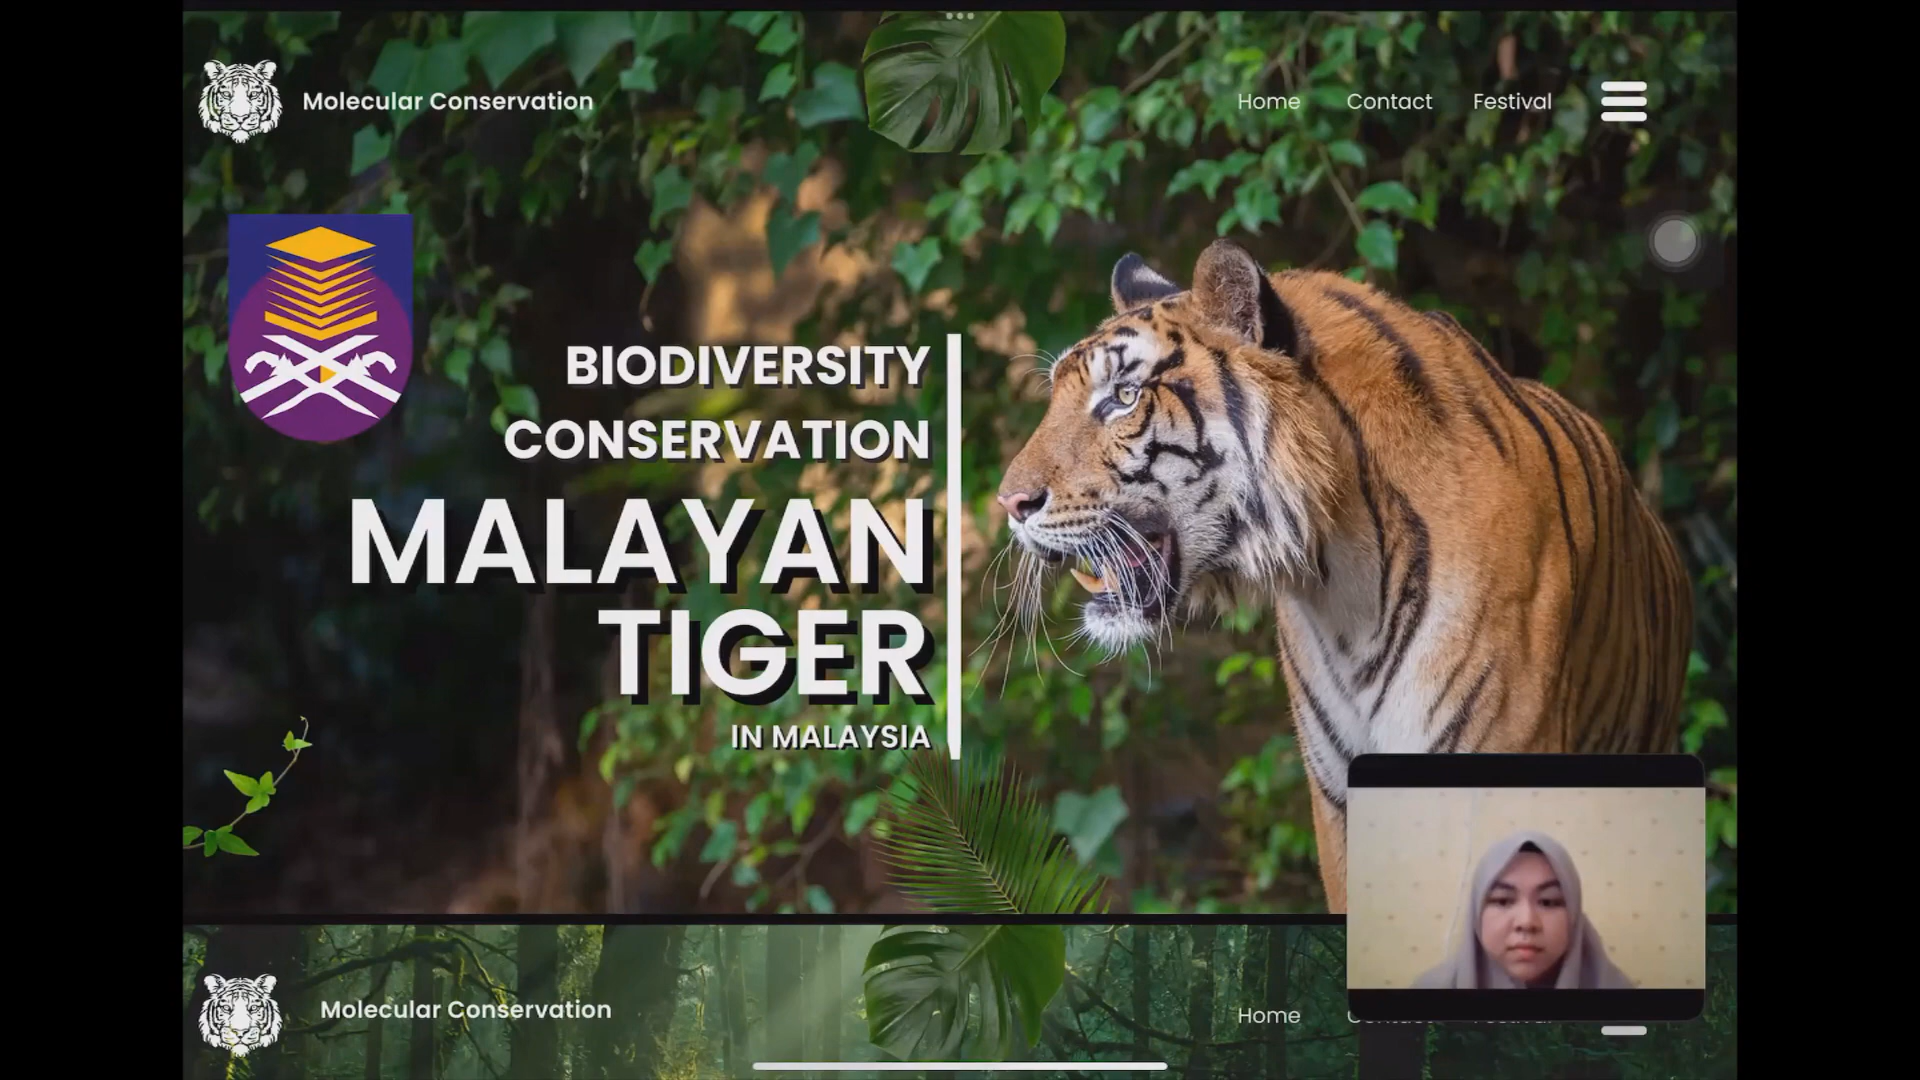 Molecular Conservation
Home Contact Festival
BIODIVERSITY
CONSERVATION
MALAYAN
TIGER
IN MALAYSIA
Molecular Conservation
Home